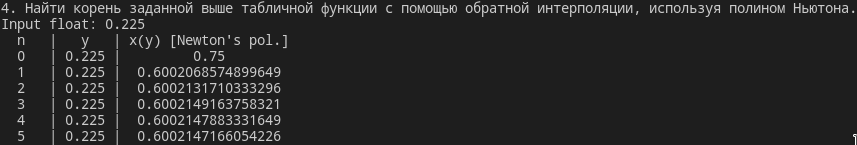 4. Найти корень заданной выше табличной функции с помощью обратной интерполяции, используя полином Ньютона.
Input float: 0.225
n | y | x(y) [Newton's pol.]
0 | 0.225 | 0.75
1 | 0.225 | 0.6002068574899649
2 | 0.225 | 0.6002131710333296
3 | 0.225 | 0.6002149163758321
4 | 0.225 | 0.6002147883331649
5 | 0.225 | 0.6002147166054226